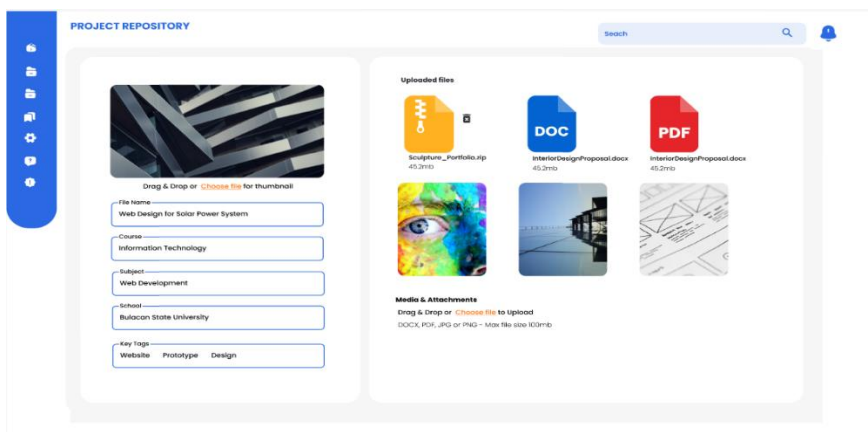 PROJECT REPOSITORY
Seach
Drag & Drop or Choose file for thumbnail
File Name
Web Design for Solar Power System
Course
Information Technology
Subject
Web Development
School
Bulacan State University
Key Tags
Website Prototype Design
Uploaded files
DOC
PDF
Sculpture_Portfolio.rip
45.2mb
InteriorDesignProposal.docx
45.2mb
InteriorDesignProposal.docx
45.2mb
Media & Attachments
Drag & Drop or Choose file to Upload
DOCX, PDF, JPG or PNG - Max file size 100mb